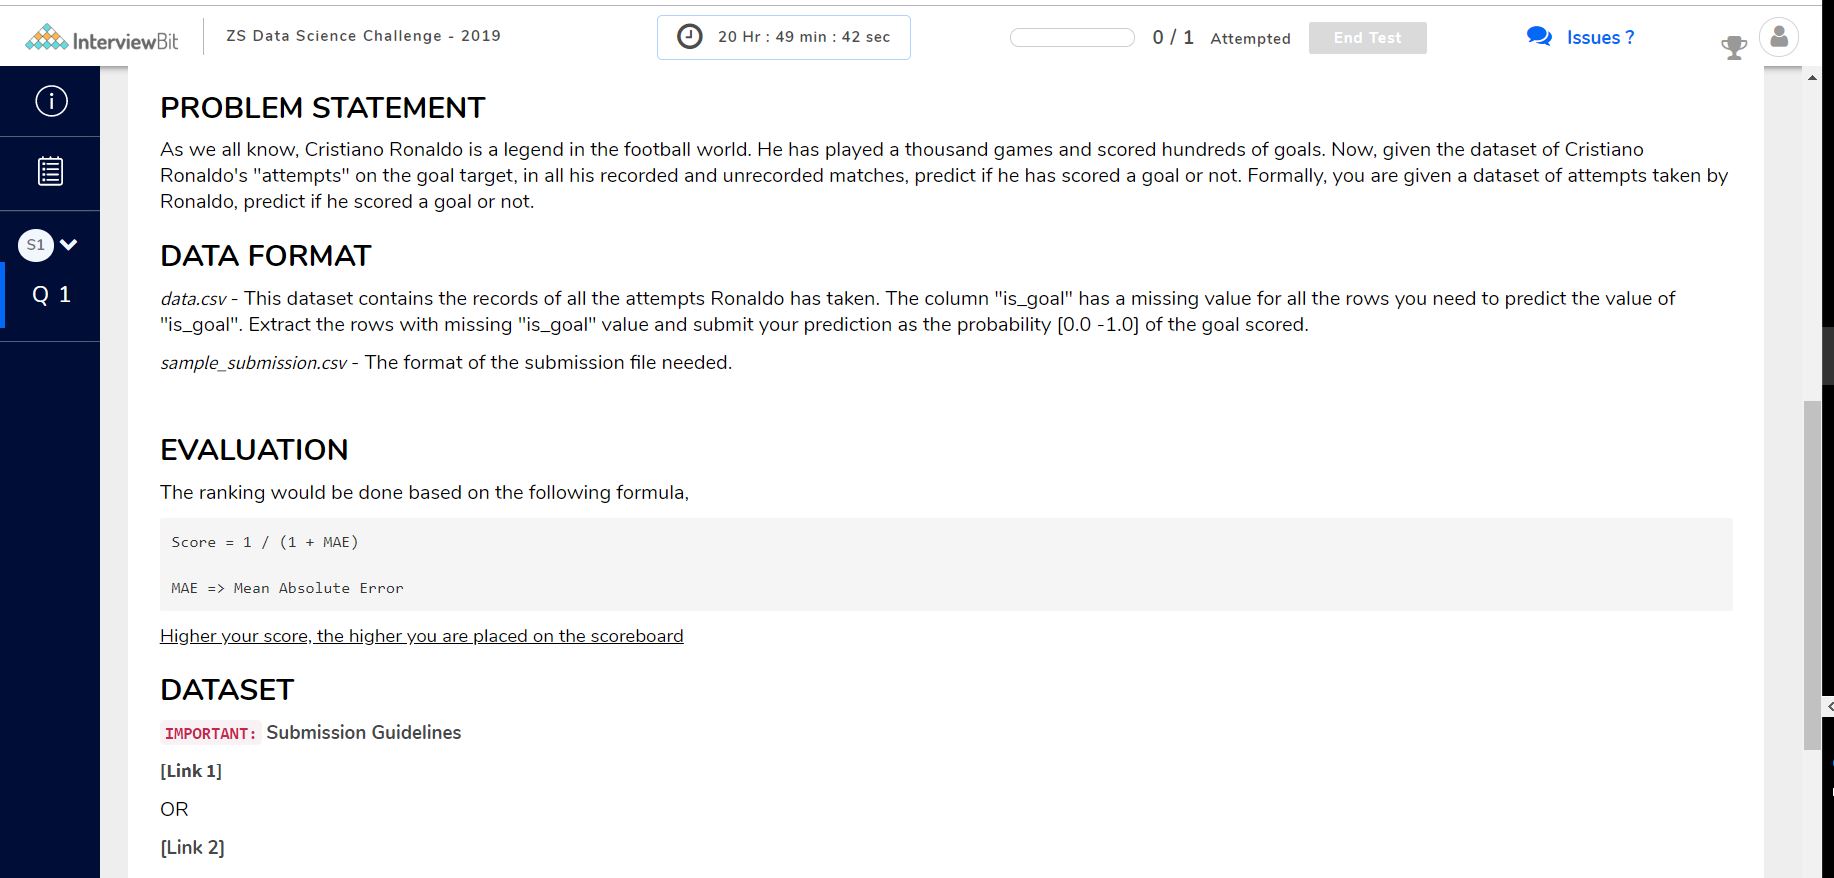 InterviewBit
ZS Data Science Challenge - 2019
20 Hr : 49 min : 42 sec
0 / 1 Attempted
End Test
Issues ?
S1
Q 1
PROBLEM STATEMENT
As we all know, Cristiano Ronaldo is a legend in the football world. He has played a thousand games and scored hundreds of goals. Now, given the dataset of Cristiano
Ronaldo's "attempts" on the goal target, in all his recorded and unrecorded matches, predict if he has scored a goal or not. Formally, you are given a dataset of attempts taken by
Ronaldo, predict if he scored a goal or not.
DATA FORMAT
data.csv - This dataset contains the records of all the attempts Ronaldo has taken. The column "is_goal" has a missing value for all the rows you need to predict the value of
"is_goal". Extract the rows with missing "is_goal" value and submit your prediction as the probability [0.0 -1.0] of the goal scored.
sample_submission.csv - The format of the submission file needed.
EVALUATION
The ranking would be done based on the following formula,
Score = 1 / (1 + MAE)
MAE => Mean Absolute Error
Higher your score, the higher you are placed on the scoreboard
DATASET
IMPORTANT: Submission Guidelines
[Link 1]
OR
[Link 2]